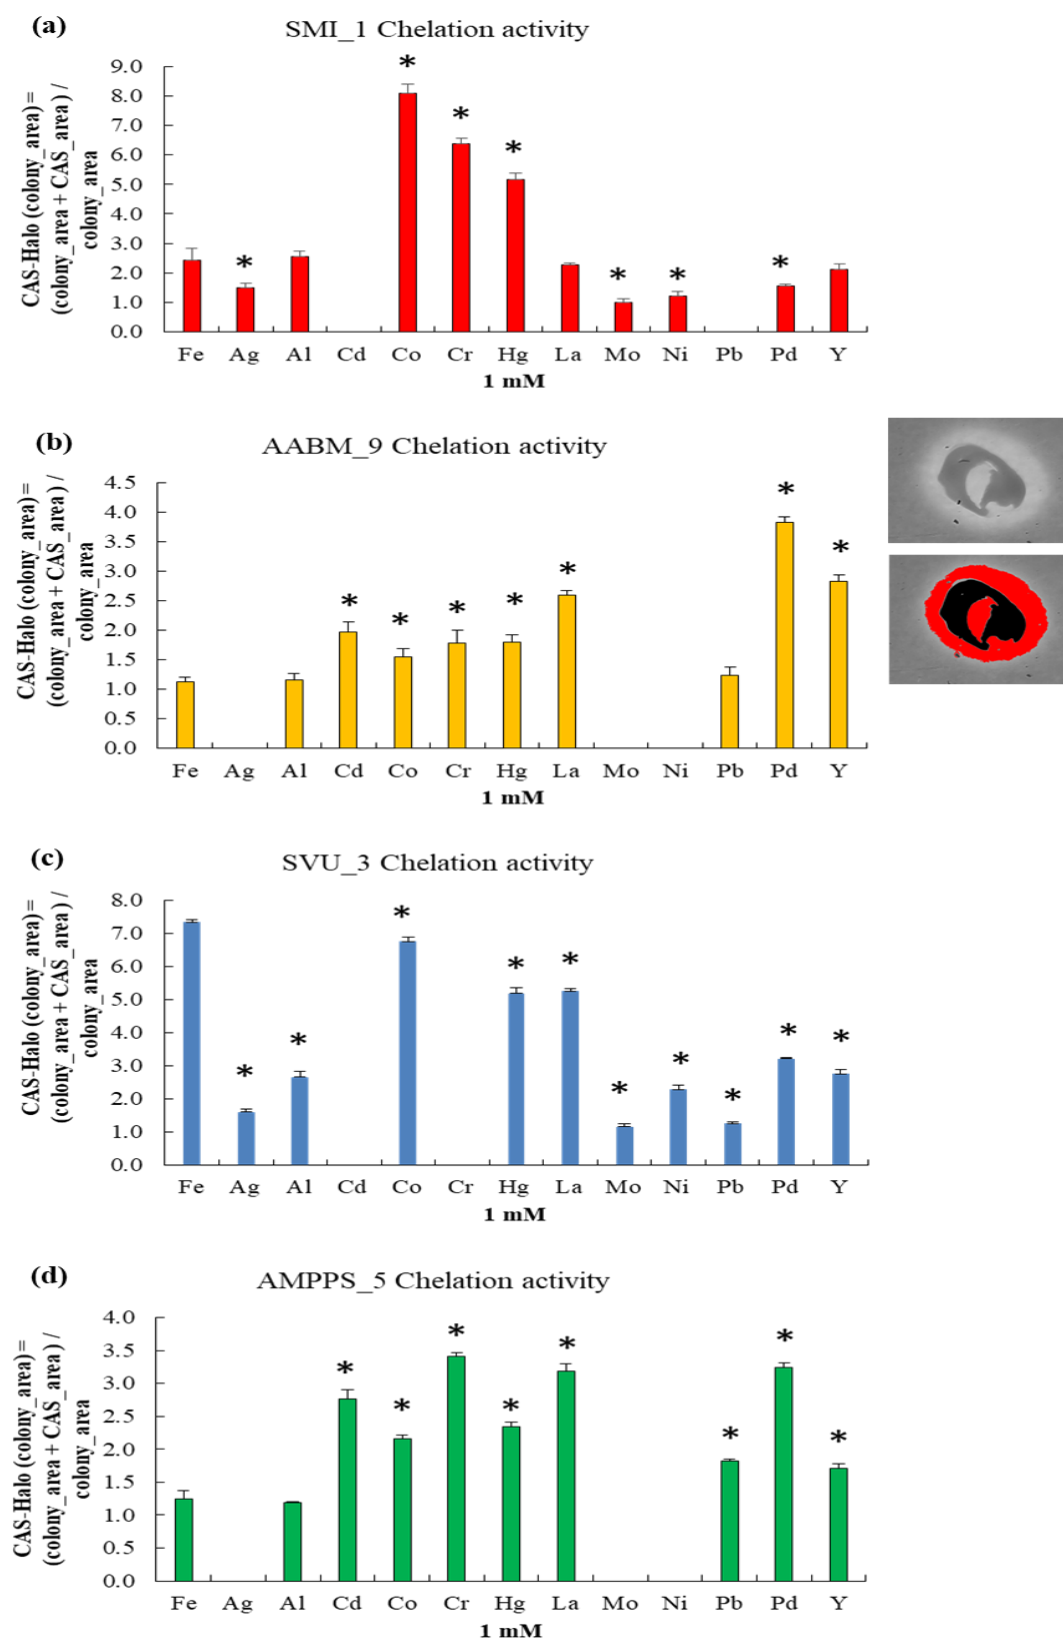 (a)
SMI_1 Chelation activity
CAS-Halo (colony_area)=
(colony_area + CAS_area) /
colony_area
9.0
8.0
7.0
6.0
5.0
4.0
3.0
2.0
1.0
0.0
* * * * * * *
Fe Ag Al Cd Co Cr Hg La Mo Ni Pb Pd Y
1 mM
(b)
AABM_9 Chelation activity
CAS-Halo (colony_area)=
(colony_area + CAS_area) /
colony_area
4.5
4.0
3.5
3.0
2.5
2.0
1.5
1.0
0.5
0.0
* * * * * * *
Fe Ag Al Cd Co Cr Hg La Mo Ni Pb Pd Y
1 mM
(c)
SVU_3 Chelation activity
CAS-Halo (colony_area)=
(colony_area + CAS_area) /
colony_area
8.0
7.0
6.0
5.0
4.0
3.0
2.0
1.0
0.0
* * * * * * * * * *
Fe Ag Al Cd Co Cr Hg La Mo Ni Pb Pd Y
1 mM
(d)
AMPPS_5 Chelation activity
CAS-Halo (colony_area)=
(colony_area + CAS_area) /
colony_area
4.0
3.5
3.0
2.5
2.0
1.5
1.0
0.5
0.0
* * * * * * * *
Fe Ag Al Cd Co Cr Hg La Mo Ni Pb Pd Y
1 mM